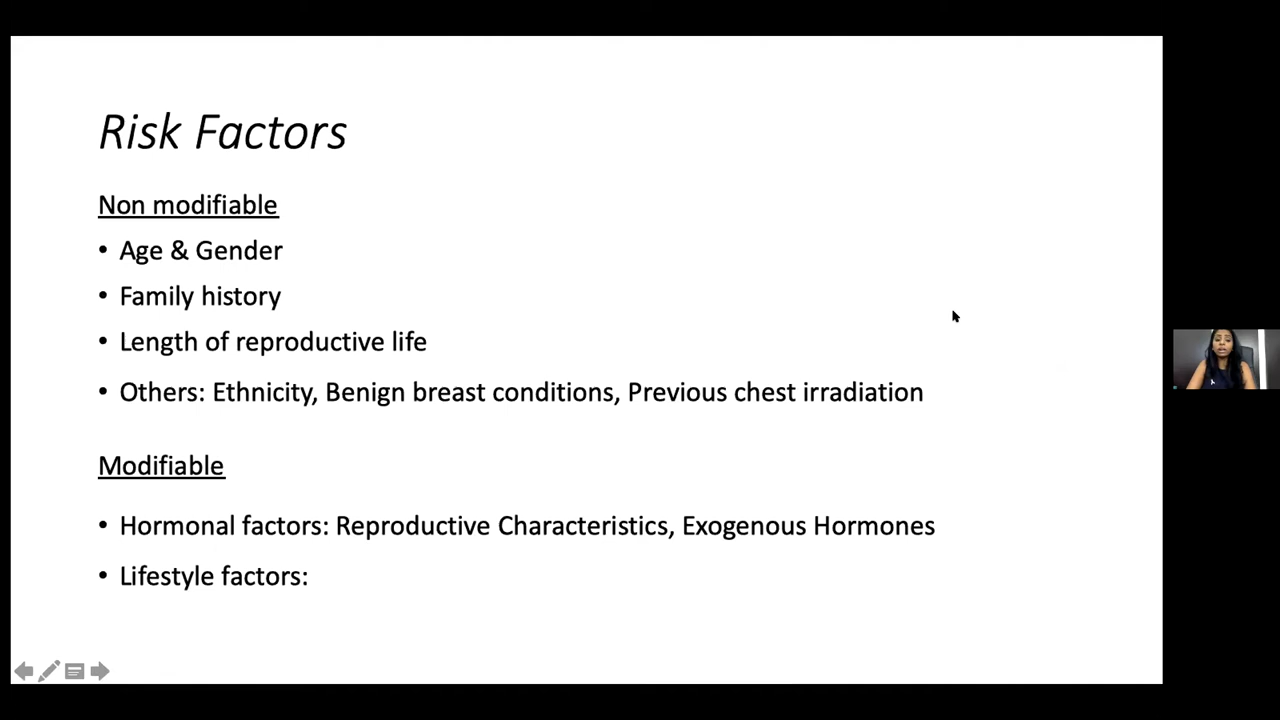 Risk Factors
Non modifiable
• Age & Gender
• Family history
• Length of reproductive life
• Others: Ethnicity, Benign breast conditions, Previous chest irradiation
Modifiable
• Hormonal factors: Reproductive Characteristics, Exogenous Hormones
• Lifestyle factors: